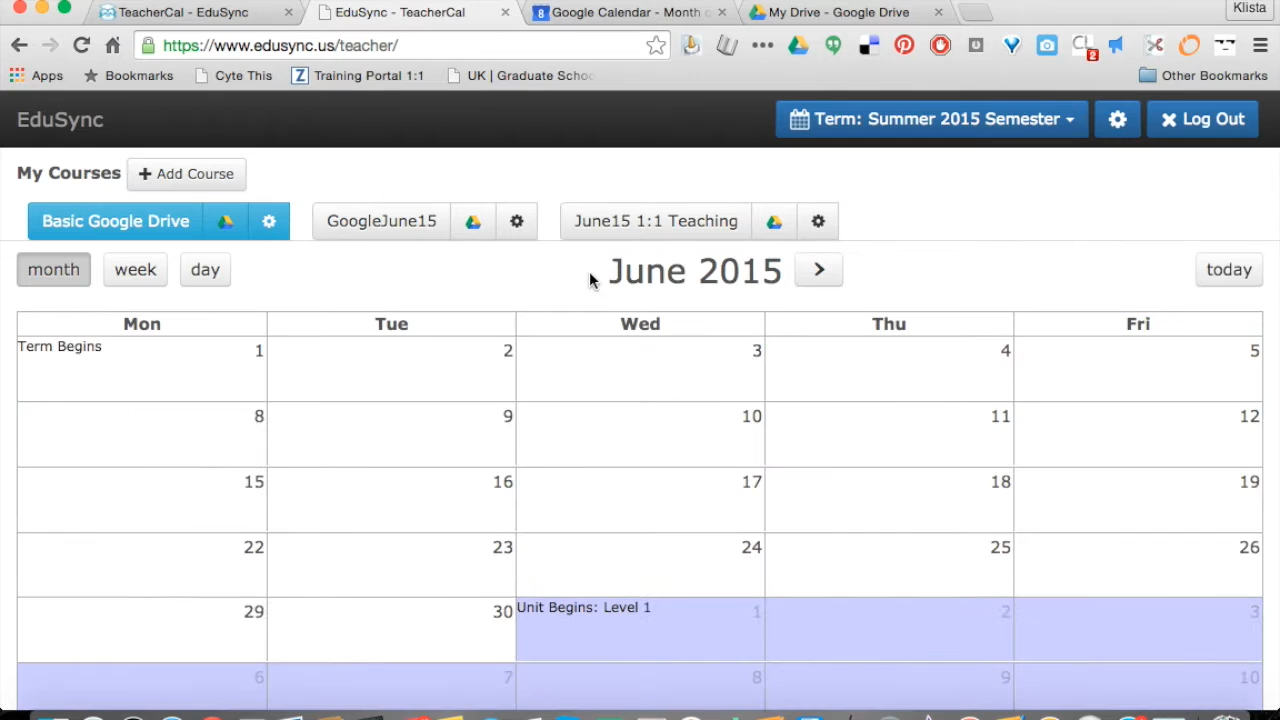 TeacherCal - EduSync
EduSync - TeacherCal
8 Google Calendar - Month o
My Drive - Google Drive
Klista
https://www.edusync.us/teacher/
CL 2
Apps
Bookmarks
Cyte This
Z Training Portal 1:1
UK | Graduate Schoo
Other Bookmarks
EduSync
Term: Summer 2015 Semester
Log Out
My Courses
+ Add Course
Basic Google Drive
GoogleJune15
June15 1:1 Teaching
month
week
day
June 2015
today
Mon Tue Wed Thu Fri
Term Begins
1 2 3 4 5
8 9 10 11 12
15 16 17 18 19
22 23 24 25 26
29 30 Unit Begins: Level 1 1 2 3
6 7 8 9 10